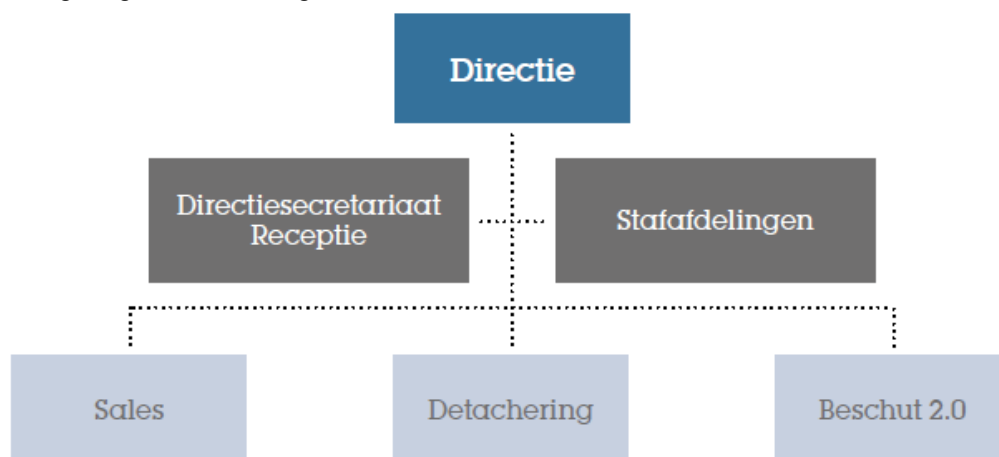 Directie
Directiesecretariaat
Receptie
Stafafdelingen
Sales
Detachering
Beschut 2.0